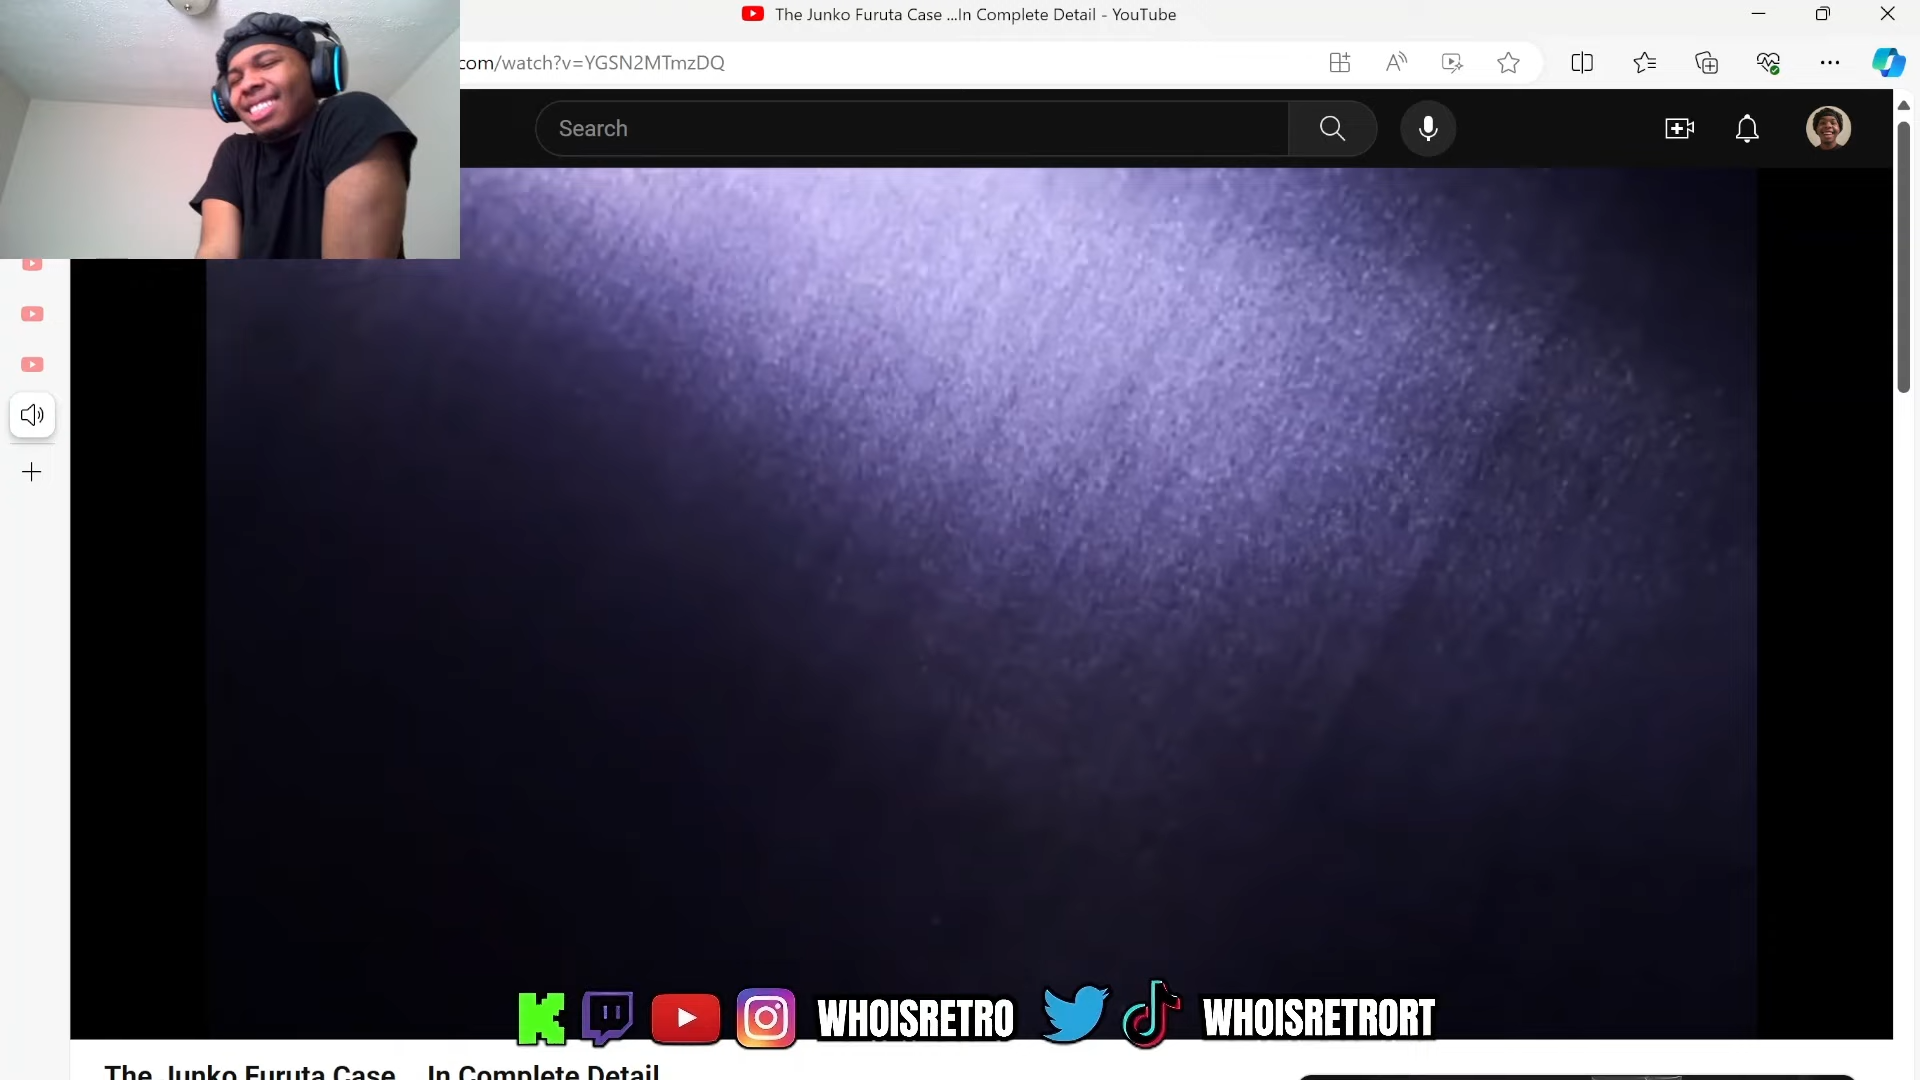 The Junko Furuta Case ...In Complete Detail - YouTube
com/watch?v=YGSN2MTmzDQ
Search
WHOISRETRO
WHOISRETRORT
The Junko Furuta Case ...In Complete Detail